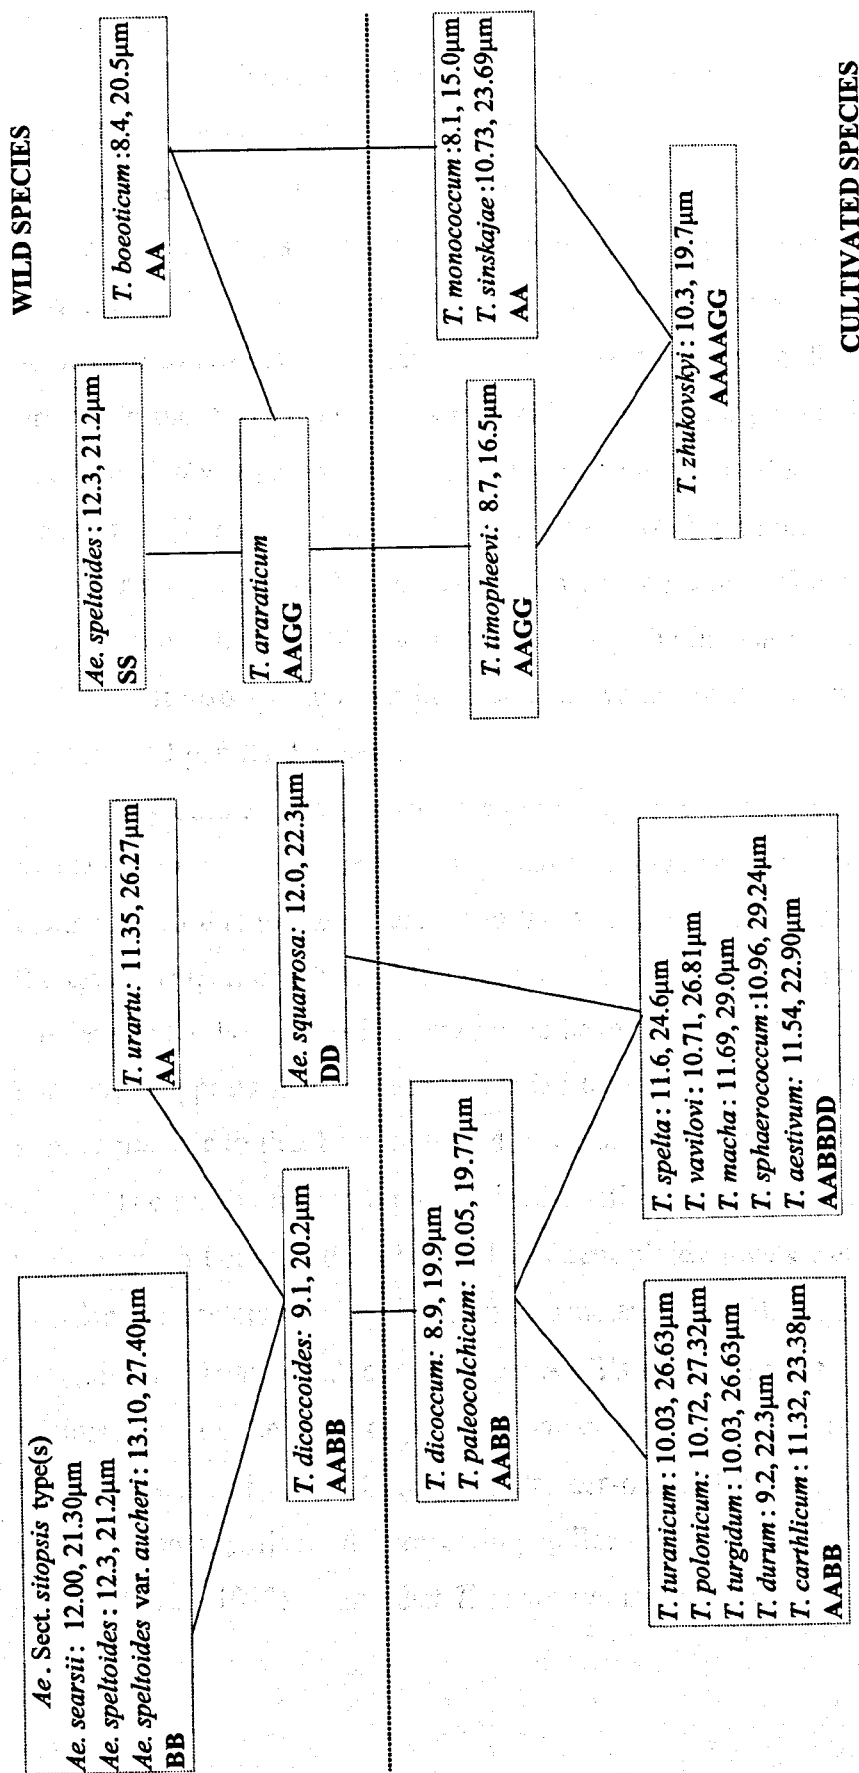 WILD SPECIES
Ae. Sect. sitopsis type(s)
Ae. searsii: 12.00, 21.30µm
Ae. speltoides: 12.3, 21.2µm
Ae. speltoides var. aucheri: 13.10, 27.40µm
BB
T. urartu: 11.35, 26.27µm
AA
Ae. speltoides: 12.3, 21.2µm
SS
T. boeoticum: 8.4, 20.5µm
AA
T. dicoccoides: 9.1, 20.2µm
AABB
Ae. squarrosa: 12.0, 22.3µm
DD
T. araraticum
AAGG
T. dicoccum: 8.9, 19.9µm
T. paleocolchicum: 10.05, 19.77µm
AABB
T. timopheevi: 8.7, 16.5µm
AAGG
T. monococcum: 8.1, 15.0µm
T. sinskajae: 10.73, 23.69µm
AA
T. turanicum: 10.03, 26.63µm
T. polonicum: 10.72, 27.32µm
T. turgidum: 10.03, 26.63µm
T. durum: 9.2, 22.3µm
T. carthlicum: 11.32, 23.38µm
AABB
T. spelta: 11.6, 24.6µm
T. vavilovi: 10.71, 26.81µm
T. macha: 11.69, 29.0µm
T. sphaerococcum: 10.96, 29.24µm
T. aestivum: 11.54, 22.90µm
AABBDD
T. zhukovskyi: 10.3, 19.7µm
AAAAGG
CULTIVATED SPECIES